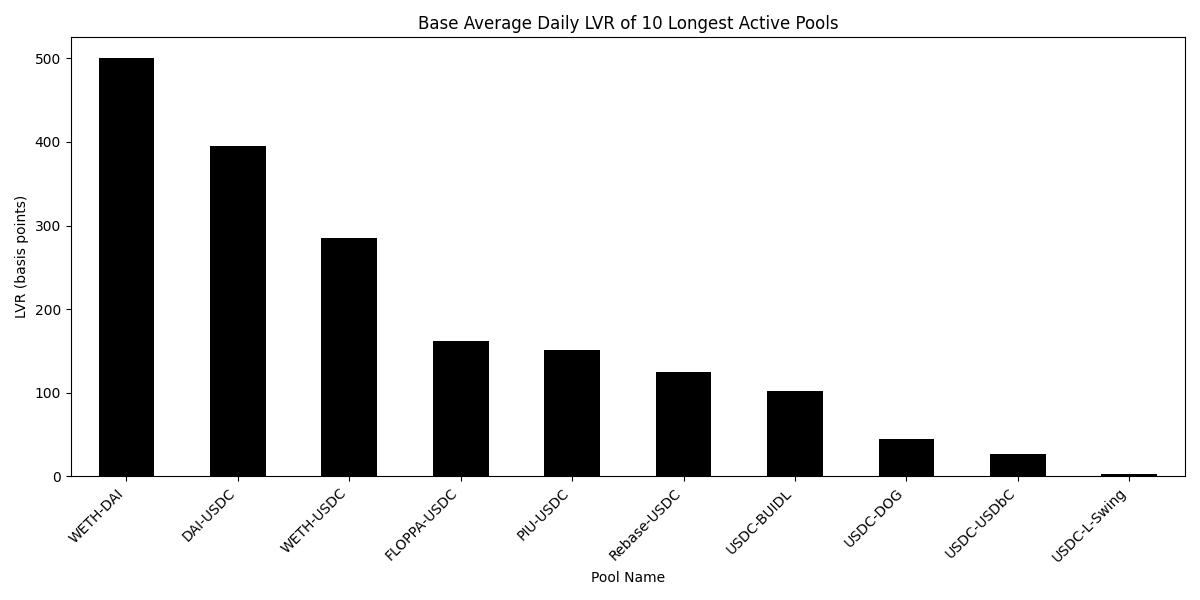 Base Average Daily LVR of 10 Longest Active Pools
LVR (basis points)
500
400
300
200
100
0
WETH-DAI
DAI-USDC
WETH-USDC
FLOPPA-USDC
PIU-USDC
Rebase-USDC
USDC-BUIDL
USDC-DOG
USDC-USDbC
USDC-L-Swing
Pool Name